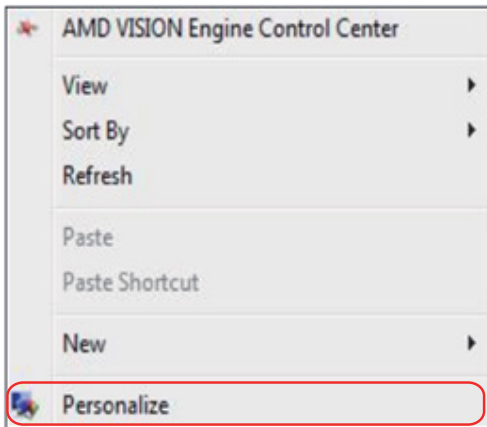 AMD VISION Engine Control Center
View
Sort By
Refresh
Paste
Paste Shortcut
New
Personalize